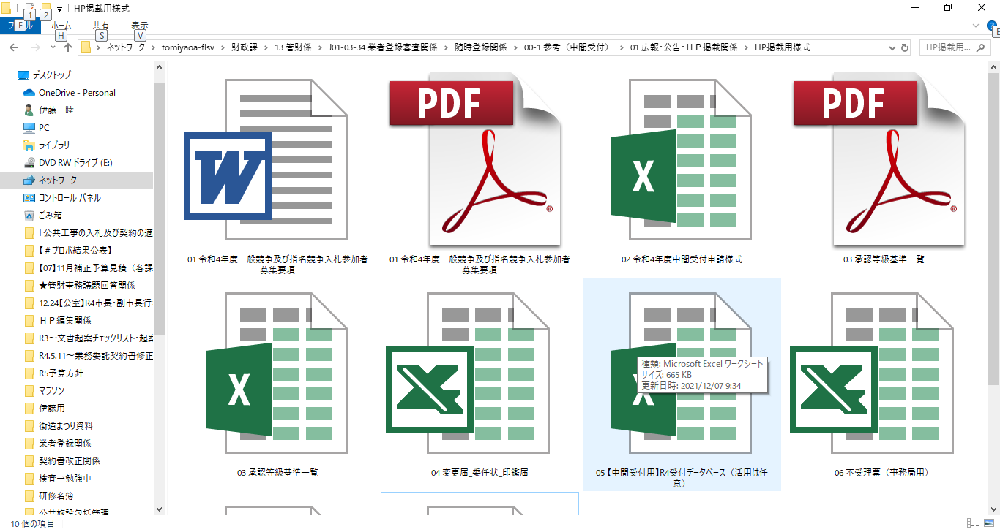 HP掲載用様式
1
2
ファイル
F
ホーム
H
共有
S
表示
V
ネットワーク
tomiyaoa-flsv
財政課
13 管財係
J01-03-34 業者登録審査関係
随時登録関係
00-1 参考（中間受付）
01 広報・公告・ＨＰ掲載関係
HP掲載用様式
HP掲載用...
デスクトップ
OneDrive - Personal
伊藤　睦
PC
ライブラリ
DVD RW ドライブ (E:)
ネットワーク
コントロール パネル
ごみ箱
「公共工事の入札及び契約の適
【＃プロポ結果公表】
【07】11月補正予算見積（各課
★管財事務議題回答関係
12.24【公室】R4市長・副市長行
ＨＰ編集関係
R3～文書起案チェックリスト・起案
R4.5.11～業務委託契約書修正
R5予算方針
マラソン
伊藤用
街道まつり資料
業者登録関係
契約書改正関係
検査→勉強中
研修名簿
公共施設包括管理
W
01 令和4年度一般競争及び指名競争入札参加者
募集要項
PDF
01 令和4年度一般競争及び指名競争入札参加者
募集要項
X
02 令和4年度中間受付申請様式
PDF
03 承認等級基準一覧
X
03 承認等級基準一覧
X
04 変更届_委任状_印鑑届
X
種類: Microsoft Excel ワークシート
サイズ: 665 KB
更新日時: 2021/12/07 9:34
05【中間受付用】R4受付データベース（活用は任
意）
X
06 不受理票（事務局用）
10 個の項目